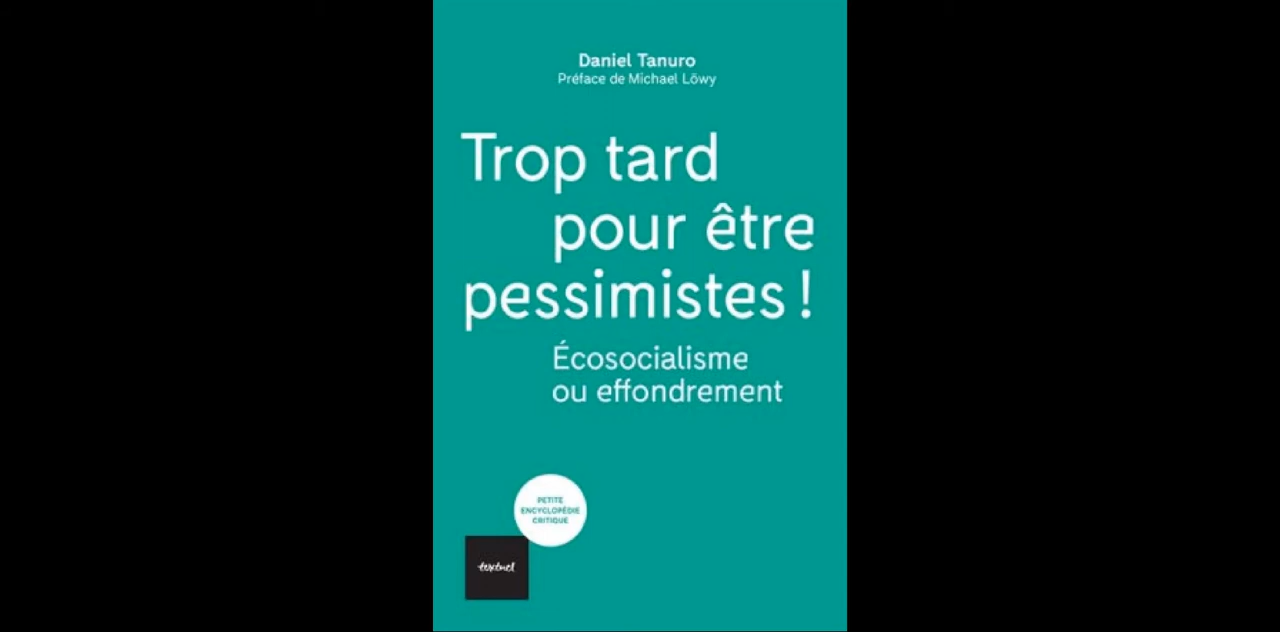 Daniel Tanuro
Préface de Michael Löwy
Trop tard
pour être
pessimistes !
Écosocialisme
ou effondrement
PETITE
ENCYCLOPÉDIE
CRITIQUE
textuel